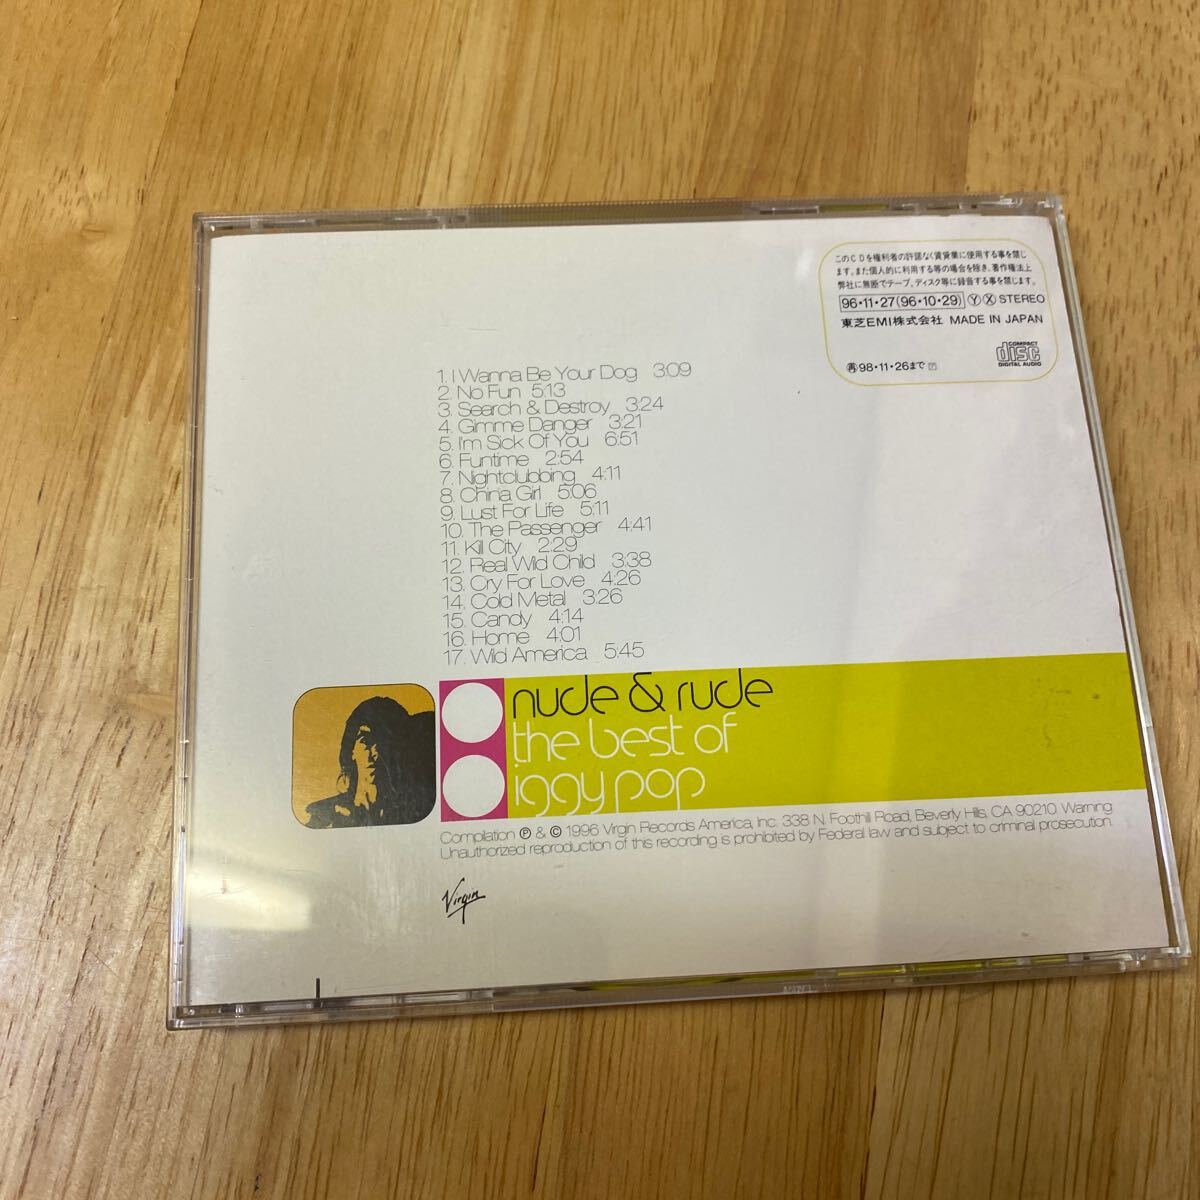 このCDを権利者の許諾なく賃貸業に使用する事を禁じ
ます。また個人的に利用する等の場合を除き、著作権法上
弊社に無断でテープ、ディスク等に録音する事を禁じます。
96・11・27(96・10・29) Ⓨ Ⓧ STEREO
東芝EMI株式会社 MADE IN JAPAN
COMPACT
disc
DIGITAL AUDIO
㊢98・11・26まで
1. I Wanna Be Your Dog 3:09
2. No Fun 5:13
3. Search & Destroy 3:24
4. Gimme Danger 3:21
5. I'm Sick Of You 6:51
6. Funtime 2:54
7. Nightclubbing 4:11
8. China Girl 5:06
9. Lust For Life 5:11
10. The Passenger 4:41
11. Kill City 2:29
12. Real Wild Child 3:38
13. Cry For Love 4:26
14. Cold Metal 3:26
15. Candy 4:14
16. Home 4:01
17. Wild America 5:45
nude & rude
the best of
iggy pop
Compilation ℗ & © 1996 Virgin Records America, Inc. 338 N. Foothill Road, Beverly Hills, CA 90210 Warning:
Unauthorized reproduction of this recording is prohibited by Federal law and subject to criminal prosecution.
Virgin